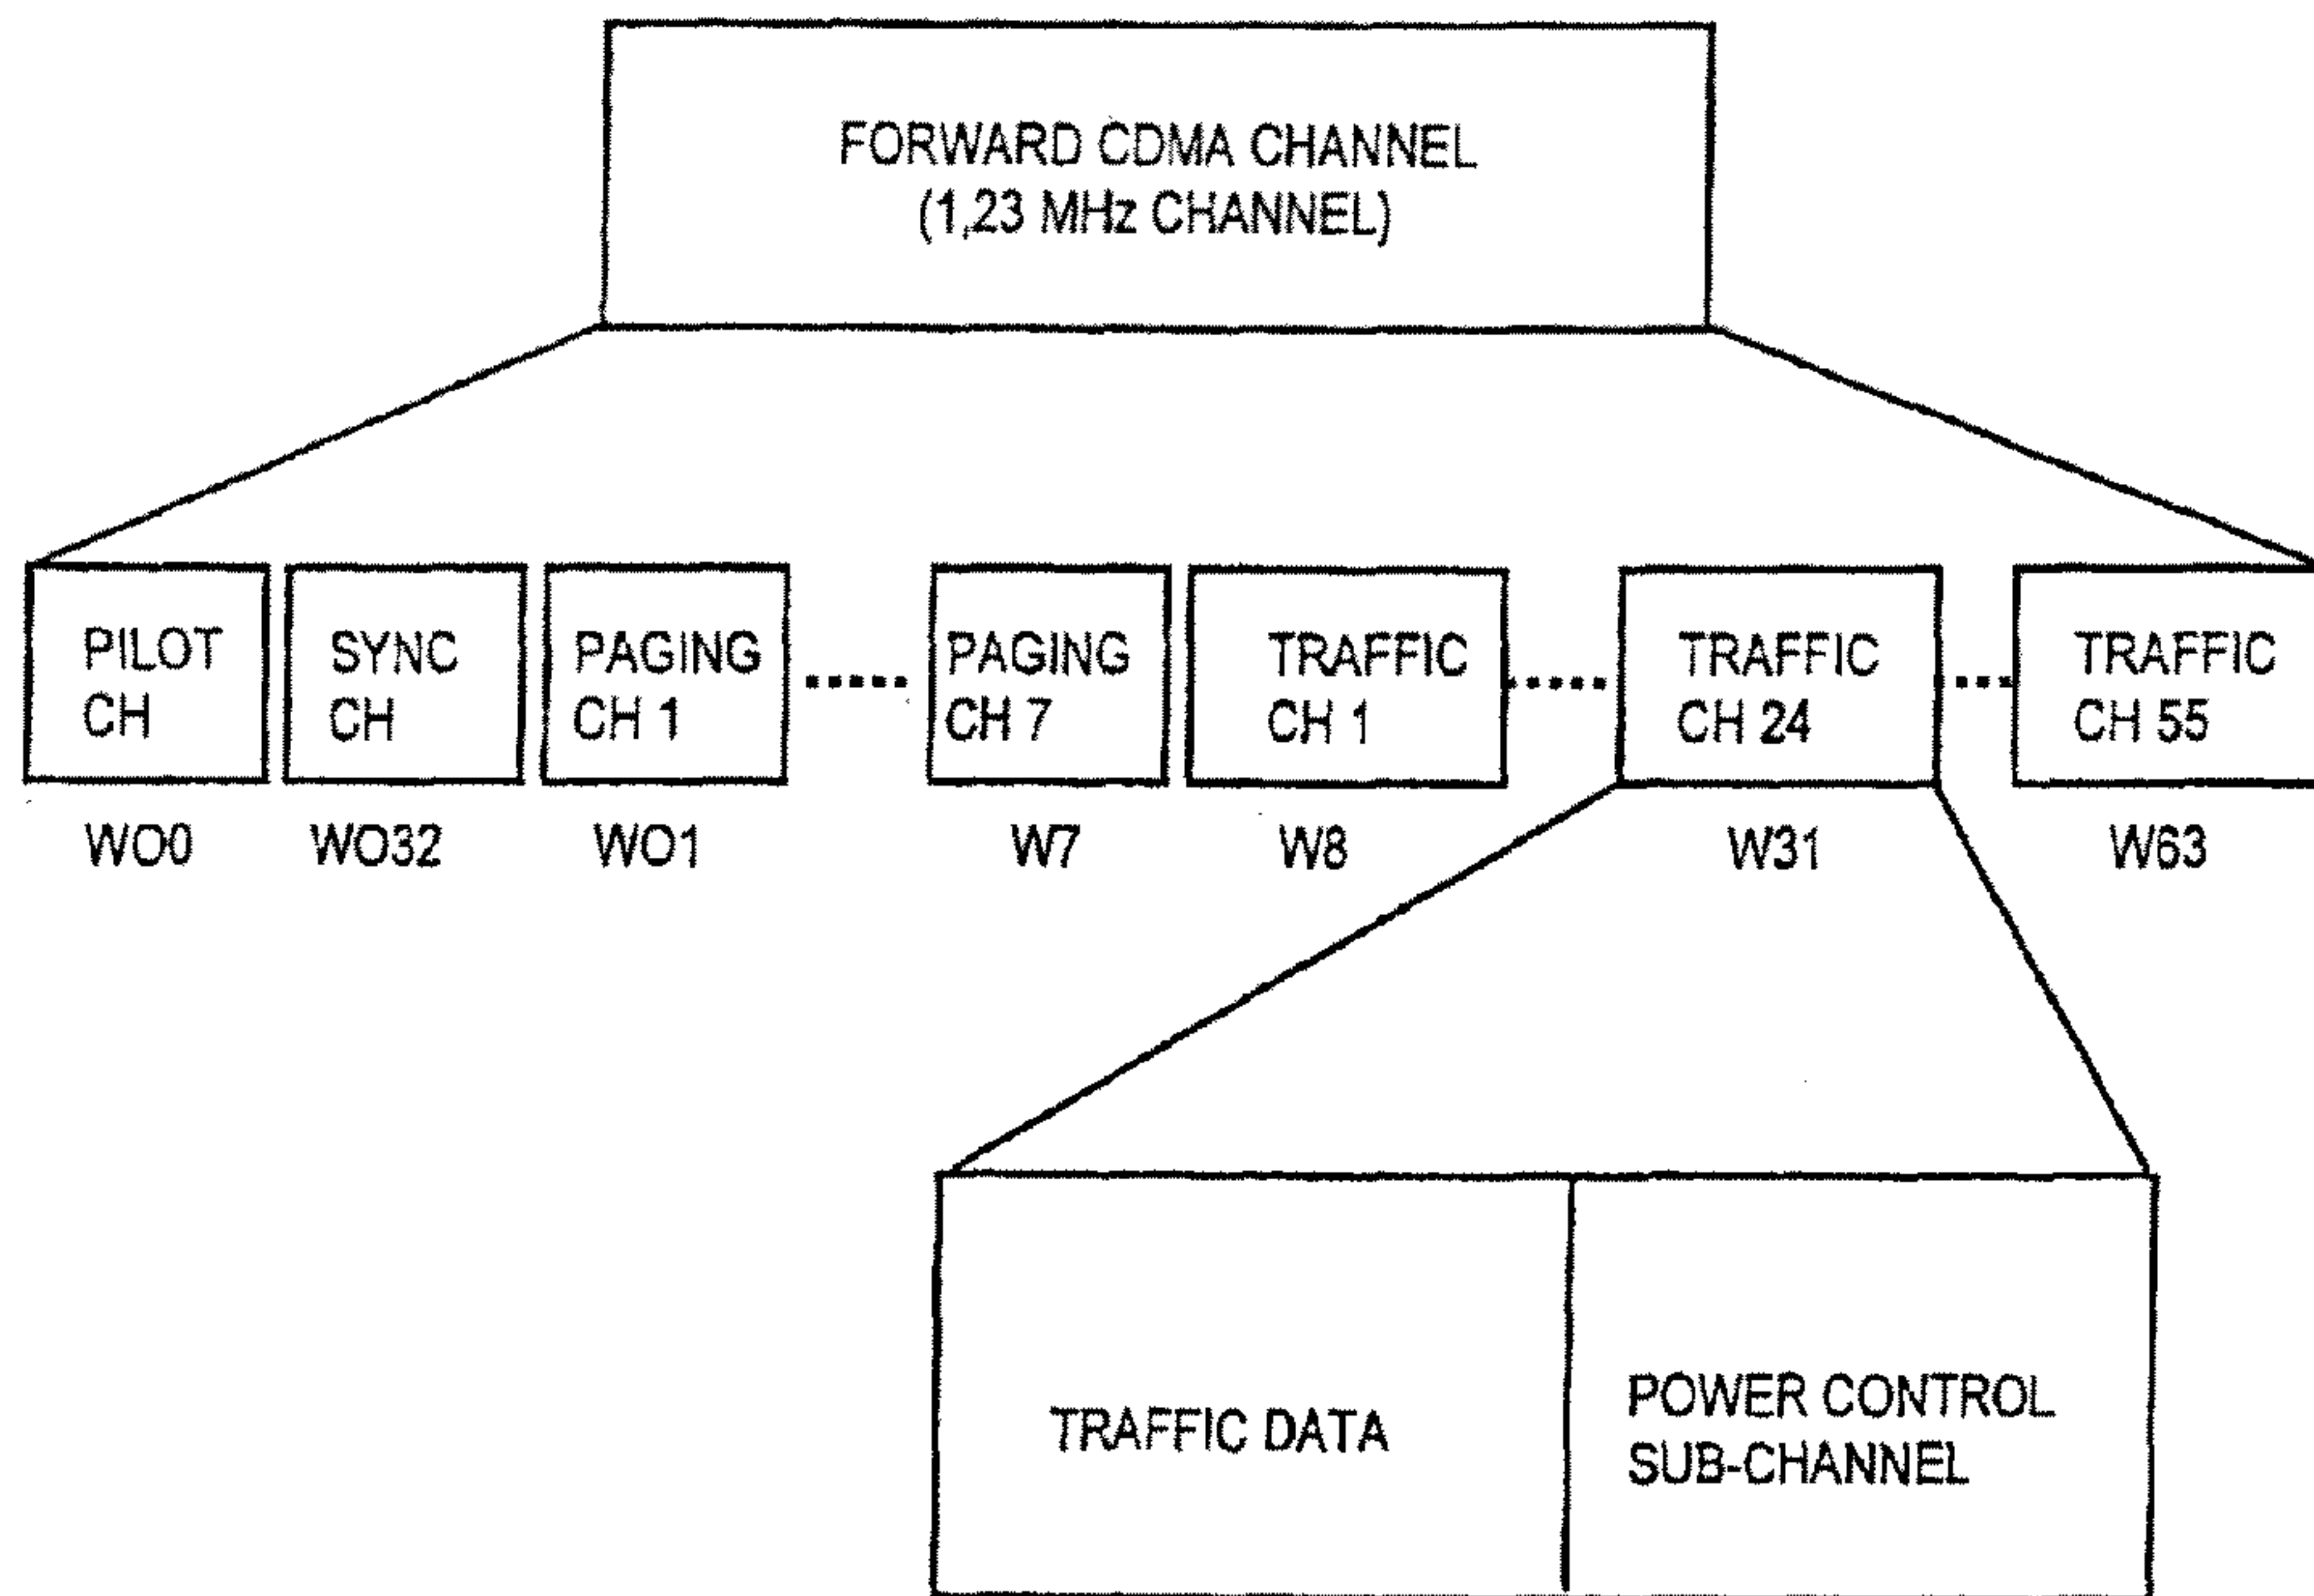 FORWARD CDMA CHANNEL
(1,23 MHz CHANNEL)
PILOT
CH
SYNC
CH
PAGING
CH 1
PAGING
CH 7
TRAFFIC
CH 1
TRAFFIC
CH 24
TRAFFIC
CH 55
WO0
WO32
WO1
W7
W8
W31
W63
TRAFFIC DATA
POWER CONTROL
SUB-CHANNEL